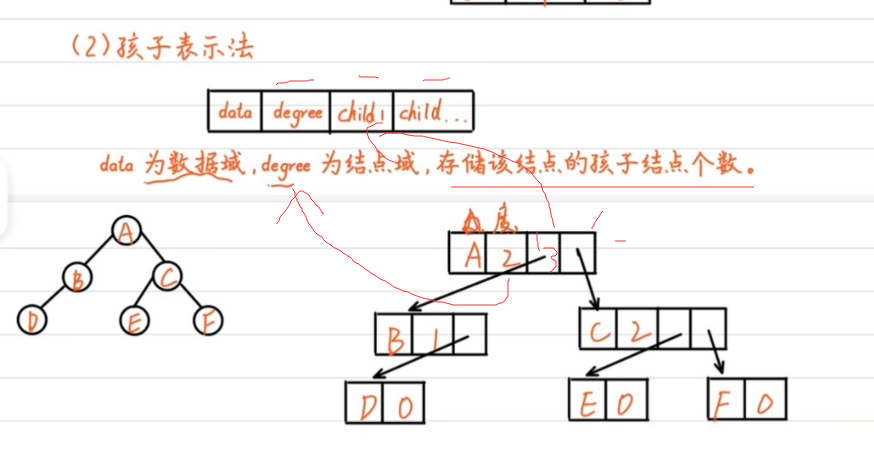 (2)孩子表示法
data degree child1 child...
data 为数据域,degree 为结点域,存储该结点的孩子结点个数。
度
A
A 2
B C
B 1
C 2
D E F
D 0
E 0
F 0